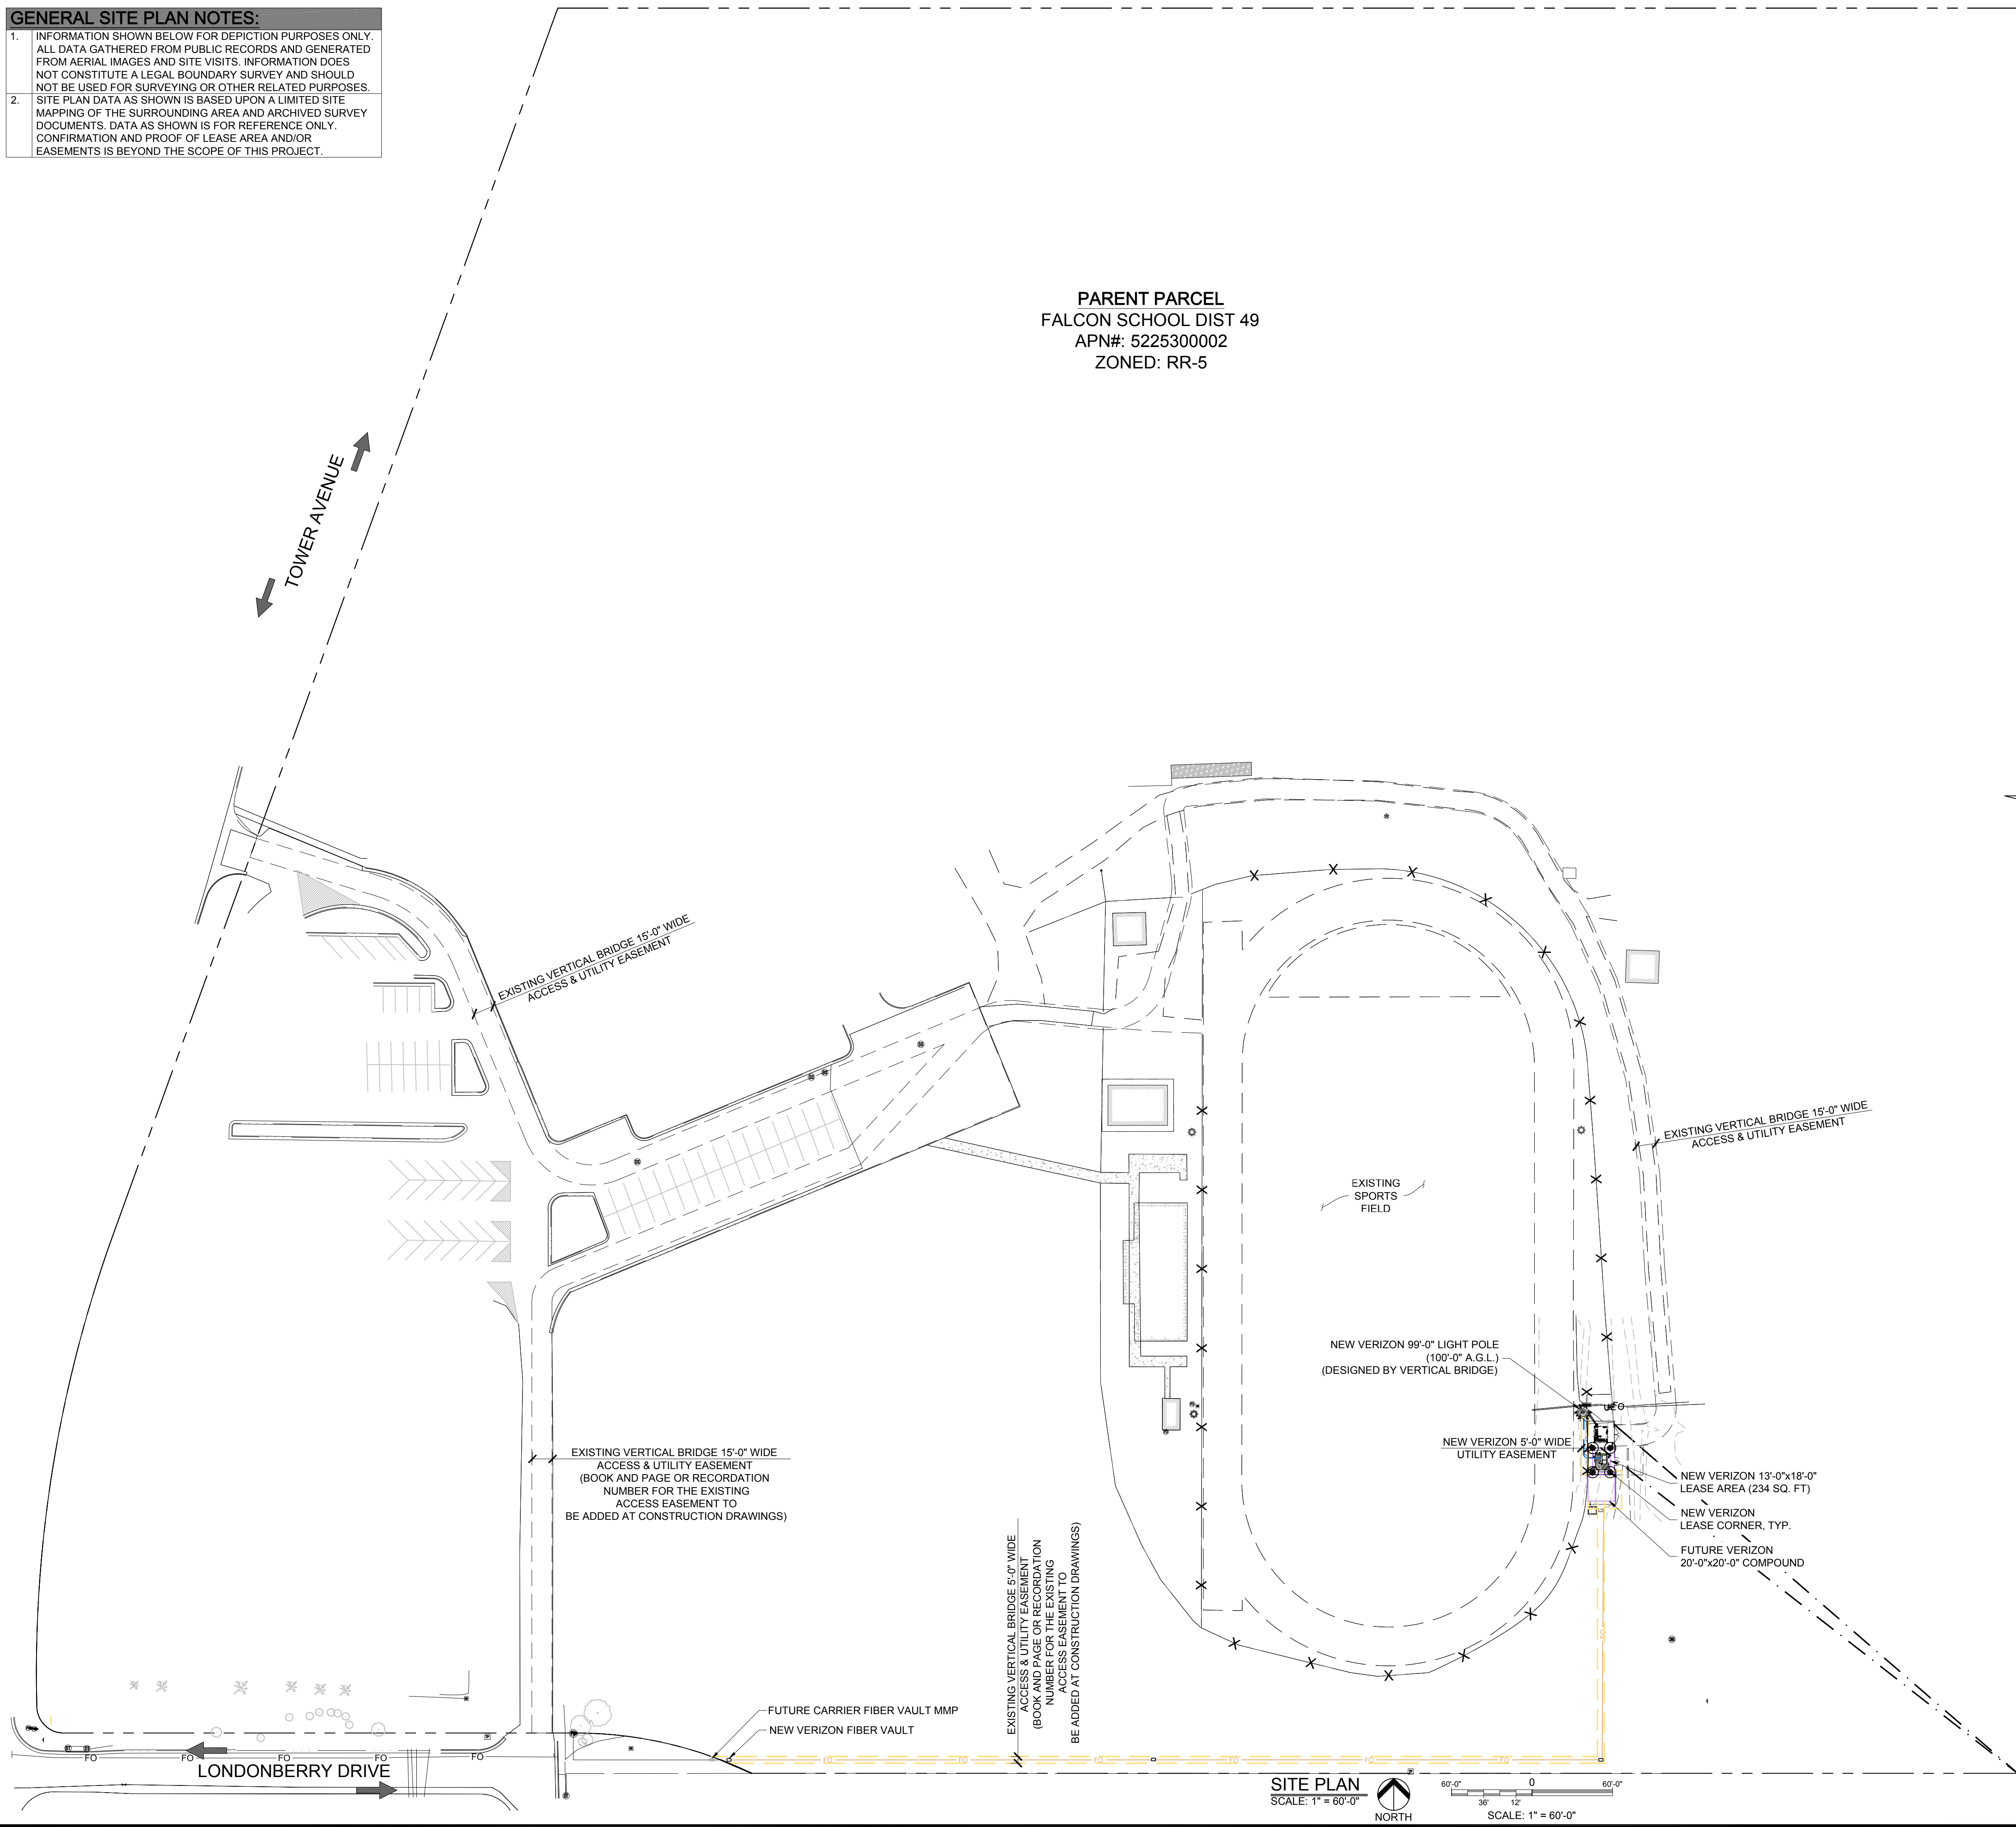 GENERAL SITE PLAN NOTES:
1. INFORMATION SHOWN BELOW FOR DEPICTION PURPOSES ONLY.
ALL DATA GATHERED FROM PUBLIC RECORDS AND GENERATED
FROM AERIAL IMAGES AND SITE VISITS. INFORMATION DOES
NOT CONSTITUTE A LEGAL BOUNDARY SURVEY AND SHOULD
NOT BE USED FOR SURVEYING OR OTHER RELATED PURPOSES.
2. SITE PLAN DATA AS SHOWN IS BASED UPON A LIMITED SITE
MAPPING OF THE SURROUNDING AREA AND ARCHIVED SURVEY
DOCUMENTS. DATA AS SHOWN IS FOR REFERENCE ONLY.
CONFIRMATION AND PROOF OF LEASE AREA AND/OR
EASEMENTS IS BEYOND THE SCOPE OF THIS PROJECT.
PARENT PARCEL
FALCON SCHOOL DIST 49
APN#: 5225300002
ZONED: RR-5
TOWER AVENUE
EXISTING VERTICAL BRIDGE 15'-0" WIDE
ACCESS & UTILITY EASEMENT
EXISTING VERTICAL BRIDGE 15'-0" WIDE
ACCESS & UTILITY EASEMENT
EXISTING
SPORTS
FIELD
NEW VERIZON 99'-0" LIGHT POLE
(100'-0" A.G.L.)
(DESIGNED BY VERTICAL BRIDGE)
NEW VERIZON 5'-0" WIDE
UTILITY EASEMENT
NEW VERIZON 13'-0"x18'-0"
LEASE AREA (234 SQ. FT)
NEW VERIZON
LEASE CORNER, TYP.
FUTURE VERIZON
20'-0"x20'-0" COMPOUND
EXISTING VERTICAL BRIDGE 15'-0" WIDE
ACCESS & UTILITY EASEMENT
(BOOK AND PAGE OR RECORDATION
NUMBER FOR THE EXISTING
ACCESS EASEMENT TO
BE ADDED AT CONSTRUCTION DRAWINGS)
EXISTING VERTICAL BRIDGE 5'-0" WIDE
ACCESS & UTILITY EASEMENT
(BOOK AND PAGE OR RECORDATION
NUMBER FOR THE EXISTING
ACCESS EASEMENT TO
BE ADDED AT CONSTRUCTION DRAWINGS)
FUTURE CARRIER FIBER VAULT MMP
NEW VERIZON FIBER VAULT
FO FO FO FO FO
FO FO FO FO FO FO
FO
LONDONBERRY DRIVE
SITE PLAN
SCALE: 1" = 60'-0"
NORTH
60'-0" 0 60'-0"
36' 12'
SCALE: 1" = 60'-0"